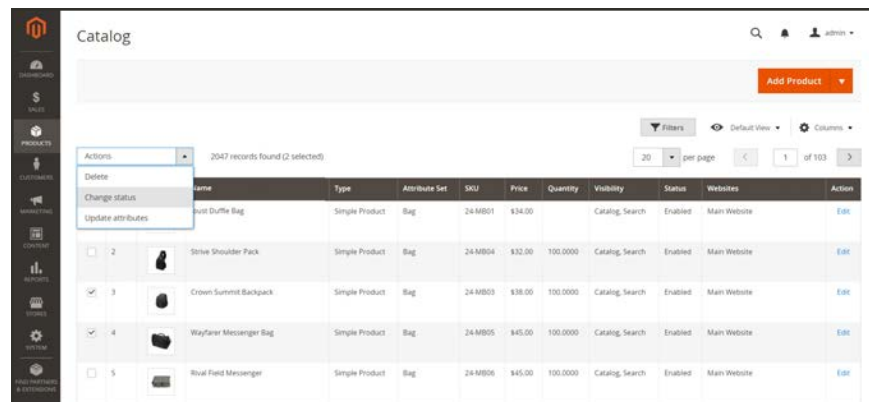 Catalog
admin
DASHBOARD
Add Product
SALES
Filters
Default View
Columns
PRODUCTS
Actions
2047 records found (2 selected)
20 per page
1 of 103
CUSTOMERS
Delete
Change status
Update attributes
Name Type Attribute Set SKU Price Quantity Visibility Status Websites Action
MARKETING
Joust Duffle Bag Simple Product Bag 24-MB01 $34.00 Catalog, Search Enabled Main Website Edit
CONTENT
2 Strive Shoulder Pack Simple Product Bag 24-MB04 $32.00 100.0000 Catalog, Search Enabled Main Website Edit
REPORTS
3 Crown Summit Backpack Simple Product Bag 24-MB03 $38.00 100.0000 Catalog, Search Enabled Main Website Edit
STORES
4 Wayfarer Messenger Bag Simple Product Bag 24-MB05 $45.00 100.0000 Catalog, Search Enabled Main Website Edit
SYSTEM
5 Rival Field Messenger Simple Product Bag 24-MB06 $45.00 100.0000 Catalog, Search Enabled Main Website Edit
FIND PARTNERS
& EXTENSIONS